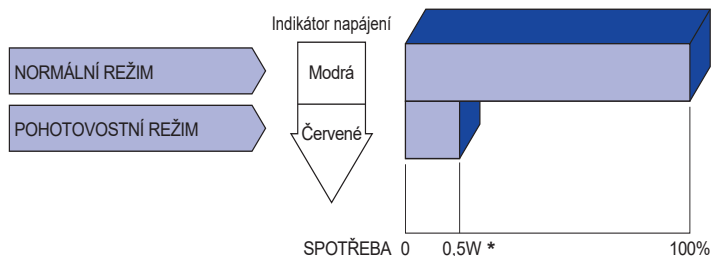 Indikátor napájení
NORMÁLNÍ REŽIM
Modrá
POHOTOVOSTNÍ REŽIM
Červené
SPOTŘEBA 0 0,5W * 100%